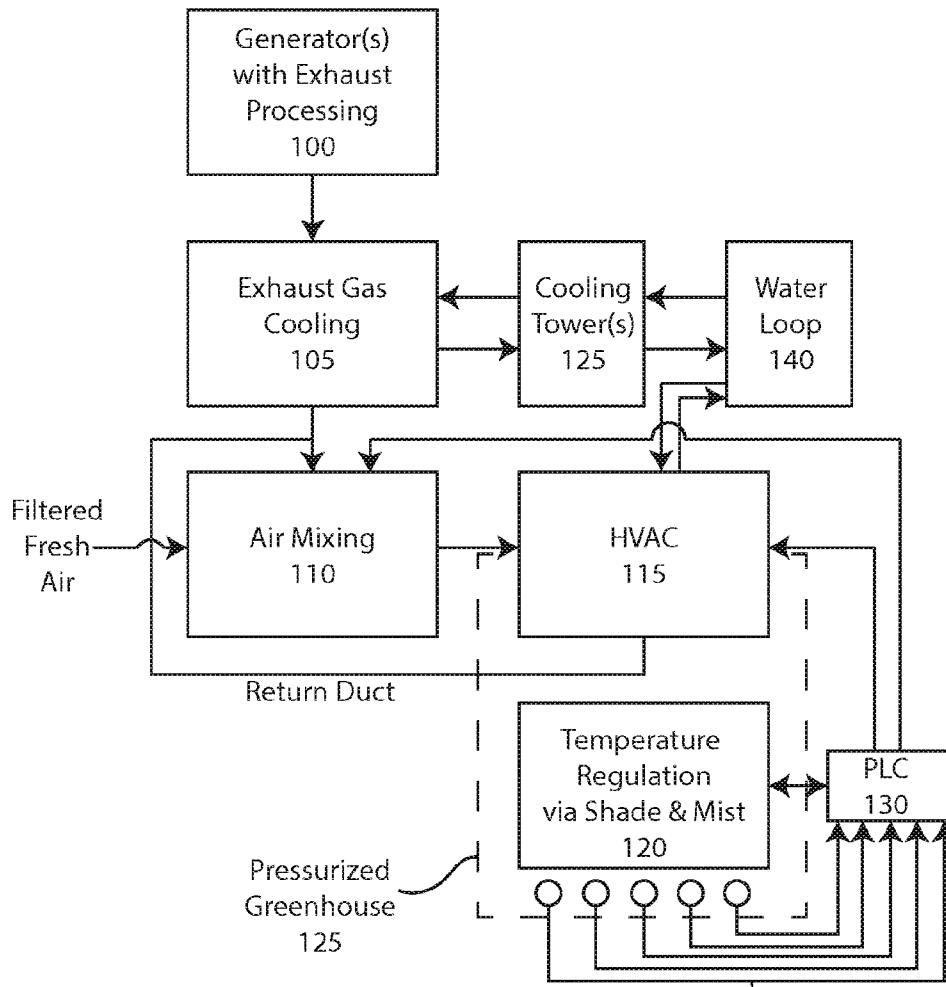 Generator(s)
with Exhaust
Processing
100
Exhaust Gas
Cooling
105
Cooling
Tower(s)
125
Water
Loop
140
Filtered
Fresh
Air
Air Mixing
110
HVAC
115
Return Duct
Temperature
Regulation
via Shade & Mist
120
PLC
130
Pressurized
Greenhouse
125